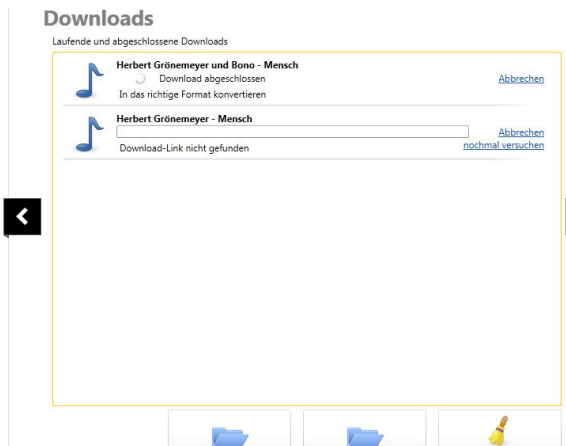 Downloads
Laufende und abgeschlossene Downloads
Herbert Grönemeyer und Bono - Mensch
Download abgeschlossen
Abbrechen
In das richtige Format konvertieren
Herbert Grönemeyer - Mensch
Abbrechen
Download-Link nicht gefunden
nochmal versuchen